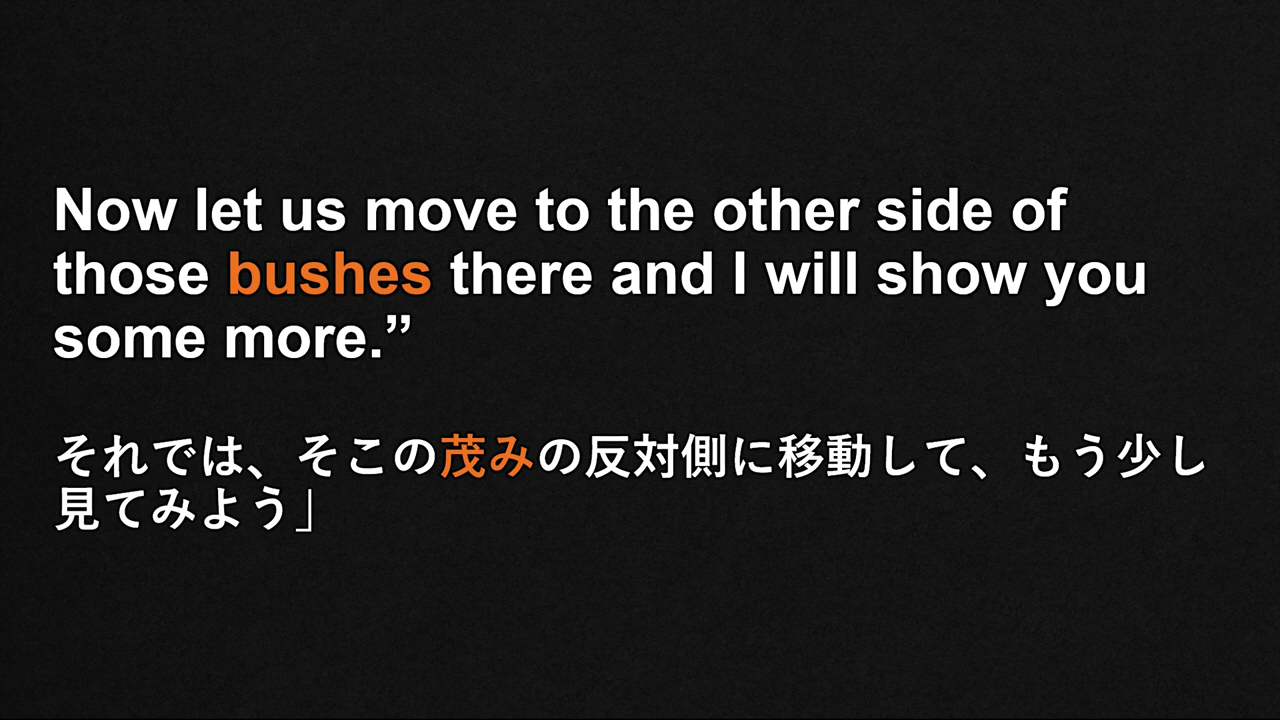 Now let us move to the other side of
those bushes there and I will show you
some more.”
それでは、そこの茂みの反対側に移動して、もう少し
見てみよう」